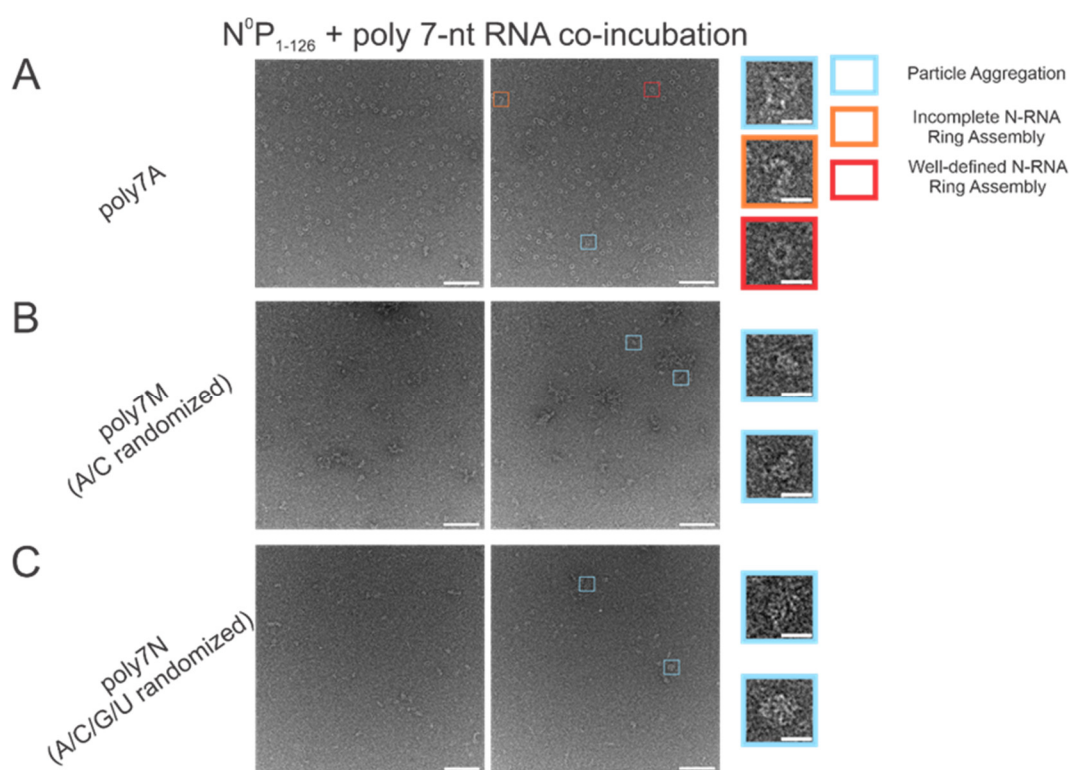 N⁰P₁₋₁₂₆ + poly 7-nt RNA co-incubation
A
poly7A
Particle Aggregation
Incomplete N-RNA
Ring Assembly
Well-defined N-RNA
Ring Assembly
B
poly7M
(A/C randomized)
C
poly7N
(A/C/G/U randomized)